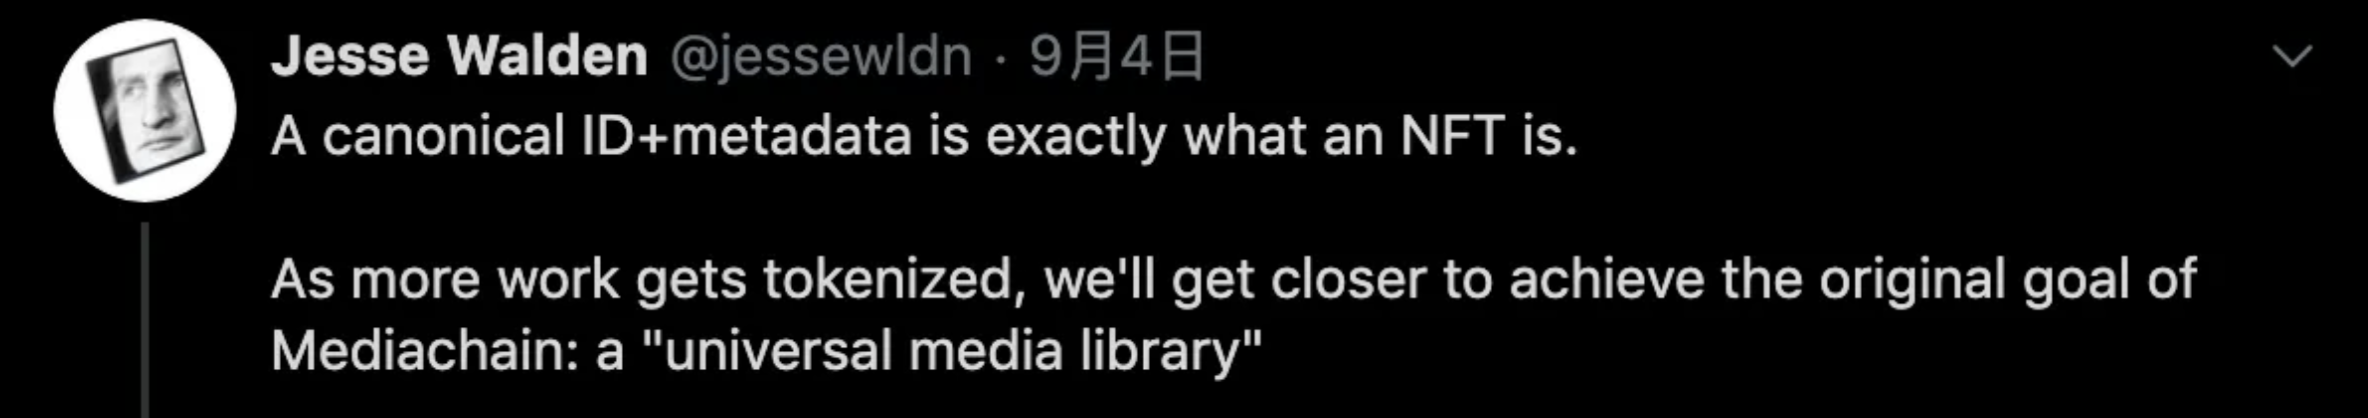 Jesse Walden @jessewldn · 9月4日
A canonical ID+metadata is exactly what an NFT is.
As more work gets tokenized, we'll get closer to achieve the original goal of
Mediachain: a "universal media library"